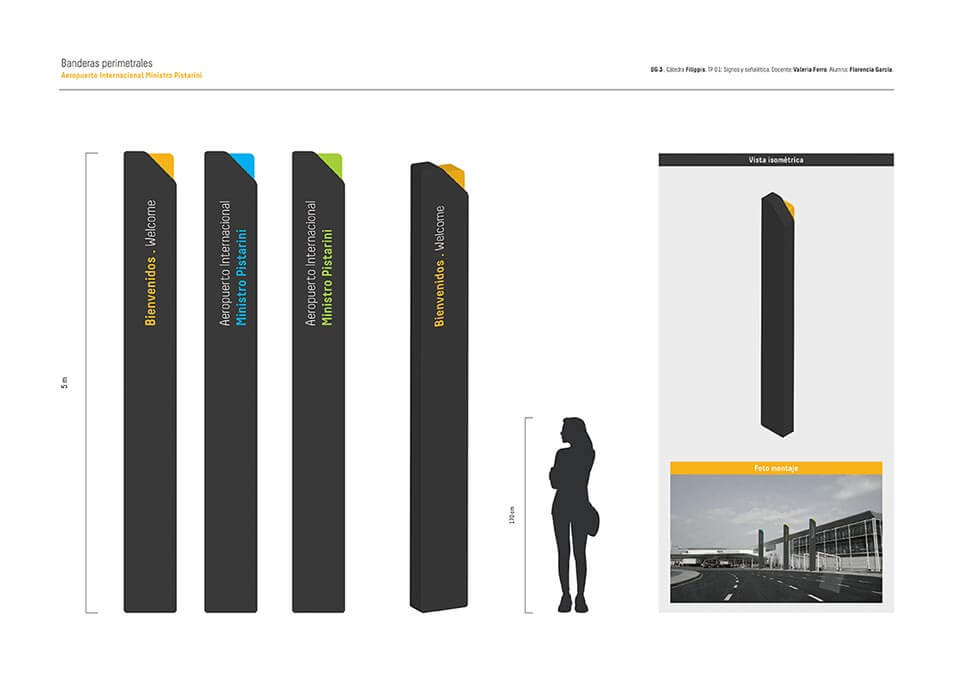 Banderas perimetrales
Aeropuerto Internacional Ministro Pistarini
DG 3 . Cátedra Filippis. TP 01: Signos y señalética. Docente: Valeria Ferro. Alumna: Florencia García.
5 m
Bienvenidos . Welcome
Aeropuerto Internacional
Ministro Pistarini
Aeropuerto Internacional
Ministro Pistarini
Bienvenidos . Welcome
170 cm
Vista isométrica
Foto montaje